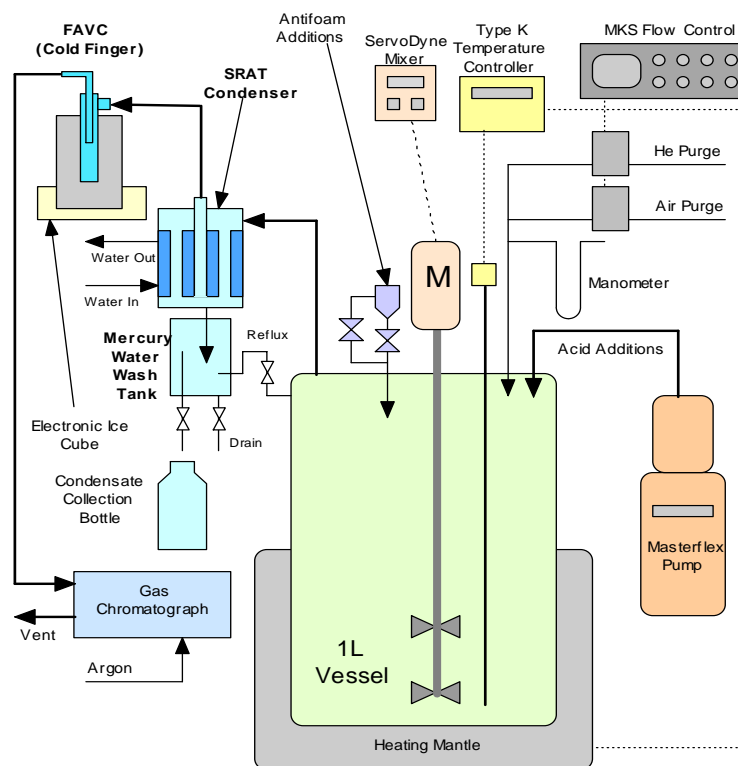 FAVC
(Cold Finger)
Antifoam
Additions
ServoDyne
Mixer
Type K
Temperature
Controller
MKS Flow Control
SRAT
Condenser
He Purge
Air Purge
Water Out
Water In
M
Manometer
Mercury
Water
Wash
Tank
Reflux
Acid Additions
Electronic Ice
Cube
Drain
Condensate
Collection
Bottle
Masterflex
Pump
Gas
Chromatograph
Vent
Argon
1L
Vessel
Heating Mantle